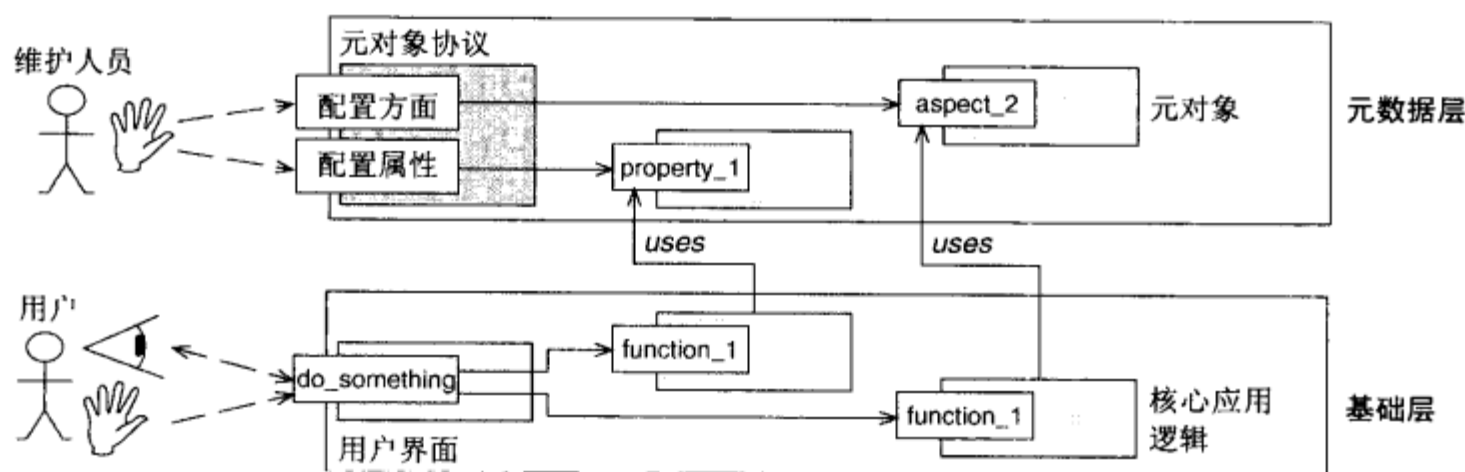 元对象协议
维护人员
配置方面
aspect_2
元对象
元数据层
配置属性
property_1
uses
uses
用户
function_1
do_something
function_1
核心应用
逻辑
基础层
用户界面